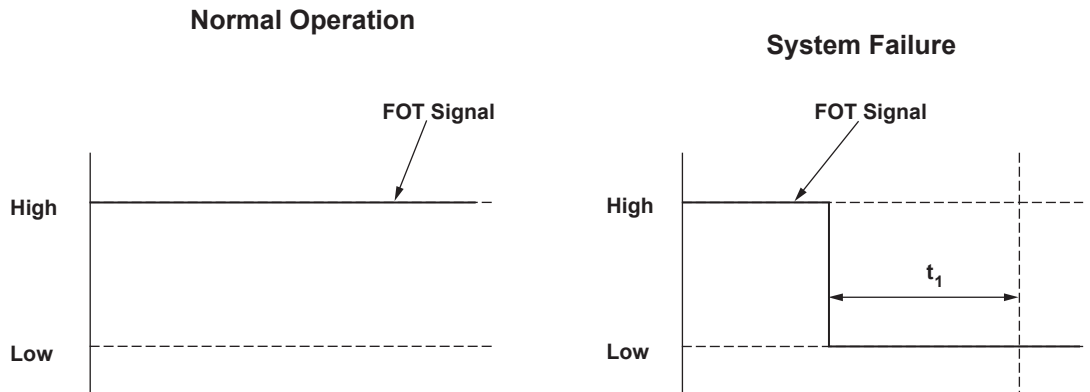 Normal Operation
FOT Signal
High
Low
System Failure
FOT Signal
High
t1
Low